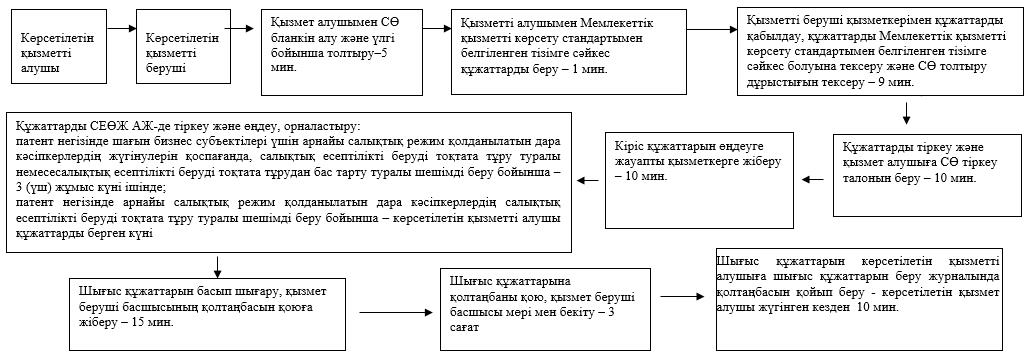 Көрсетілетін
қызметті
алушы
Көрсетілетін
қызметті
беруші
Қызмет алушымен СӨ
бланкін алу және үлгі
бойынша толтыру–5
мин.
Қызметті алушымен Мемлекеттік
қызметті көрсету стандартымен
белгіленген тізімге сәйкес
құжаттарды беру – 1 мин.
Қызметті беруші қызметкерімен құжаттарды
қабылдау, құжаттарды Мемлекеттік қызметті
көрсету стандартымен белгіленген тізімге
сәйкес болуына тексеру және СӨ толтыру
дұрыстығын тексеру – 9 мин.
Құжаттарды тіркеу және
қызмет алушыға СӨ тіркеу
талонын беру – 10 мин.
Кіріс құжаттарын өңдеуге
жауапты қызметкерге жіберу
– 10 мин.
Құжаттарды СЕӨЖ АЖ-де тіркеу және өңдеу, орналастыру:
патент негізінде шағын бизнес субъектілері үшін арнайы салықтық режим қолданылатын дара
кәсіпкерлердің жүгінулерін қоспағанда, салықтық есептілікті беруді тоқтата тұру туралы
немесесалықтық есептілікті беруді тоқтата тұрудан бас тарту туралы шешімді беру бойынша –
3 (үш) жұмыс күні ішінде;
патент негізінде арнайы салықтық режим қолданылатын дара кәсіпкерлердің салықтық
есептілікті беруді тоқтата тұру туралы шешімді беру бойынша – көрсетілетін қызметті алушы
құжаттарды берген күні
Шығыс құжаттарын басып шығару, қызмет
беруші басшысының қолтаңбасын қоюға
жіберу – 15 мин.
Шығыс құжаттарына
қолтаңбаны қою, қызмет беруші
басшысы мөрі мен бекіту – 3
сағат
Шығыс құжаттарын көрсетілетін қызметті
алушыға шығыс құжаттарын беру журналында
қолтаңбасын қойып беру - көрсетілетін қызмет
алушы жүгінген кезден 10 мин.